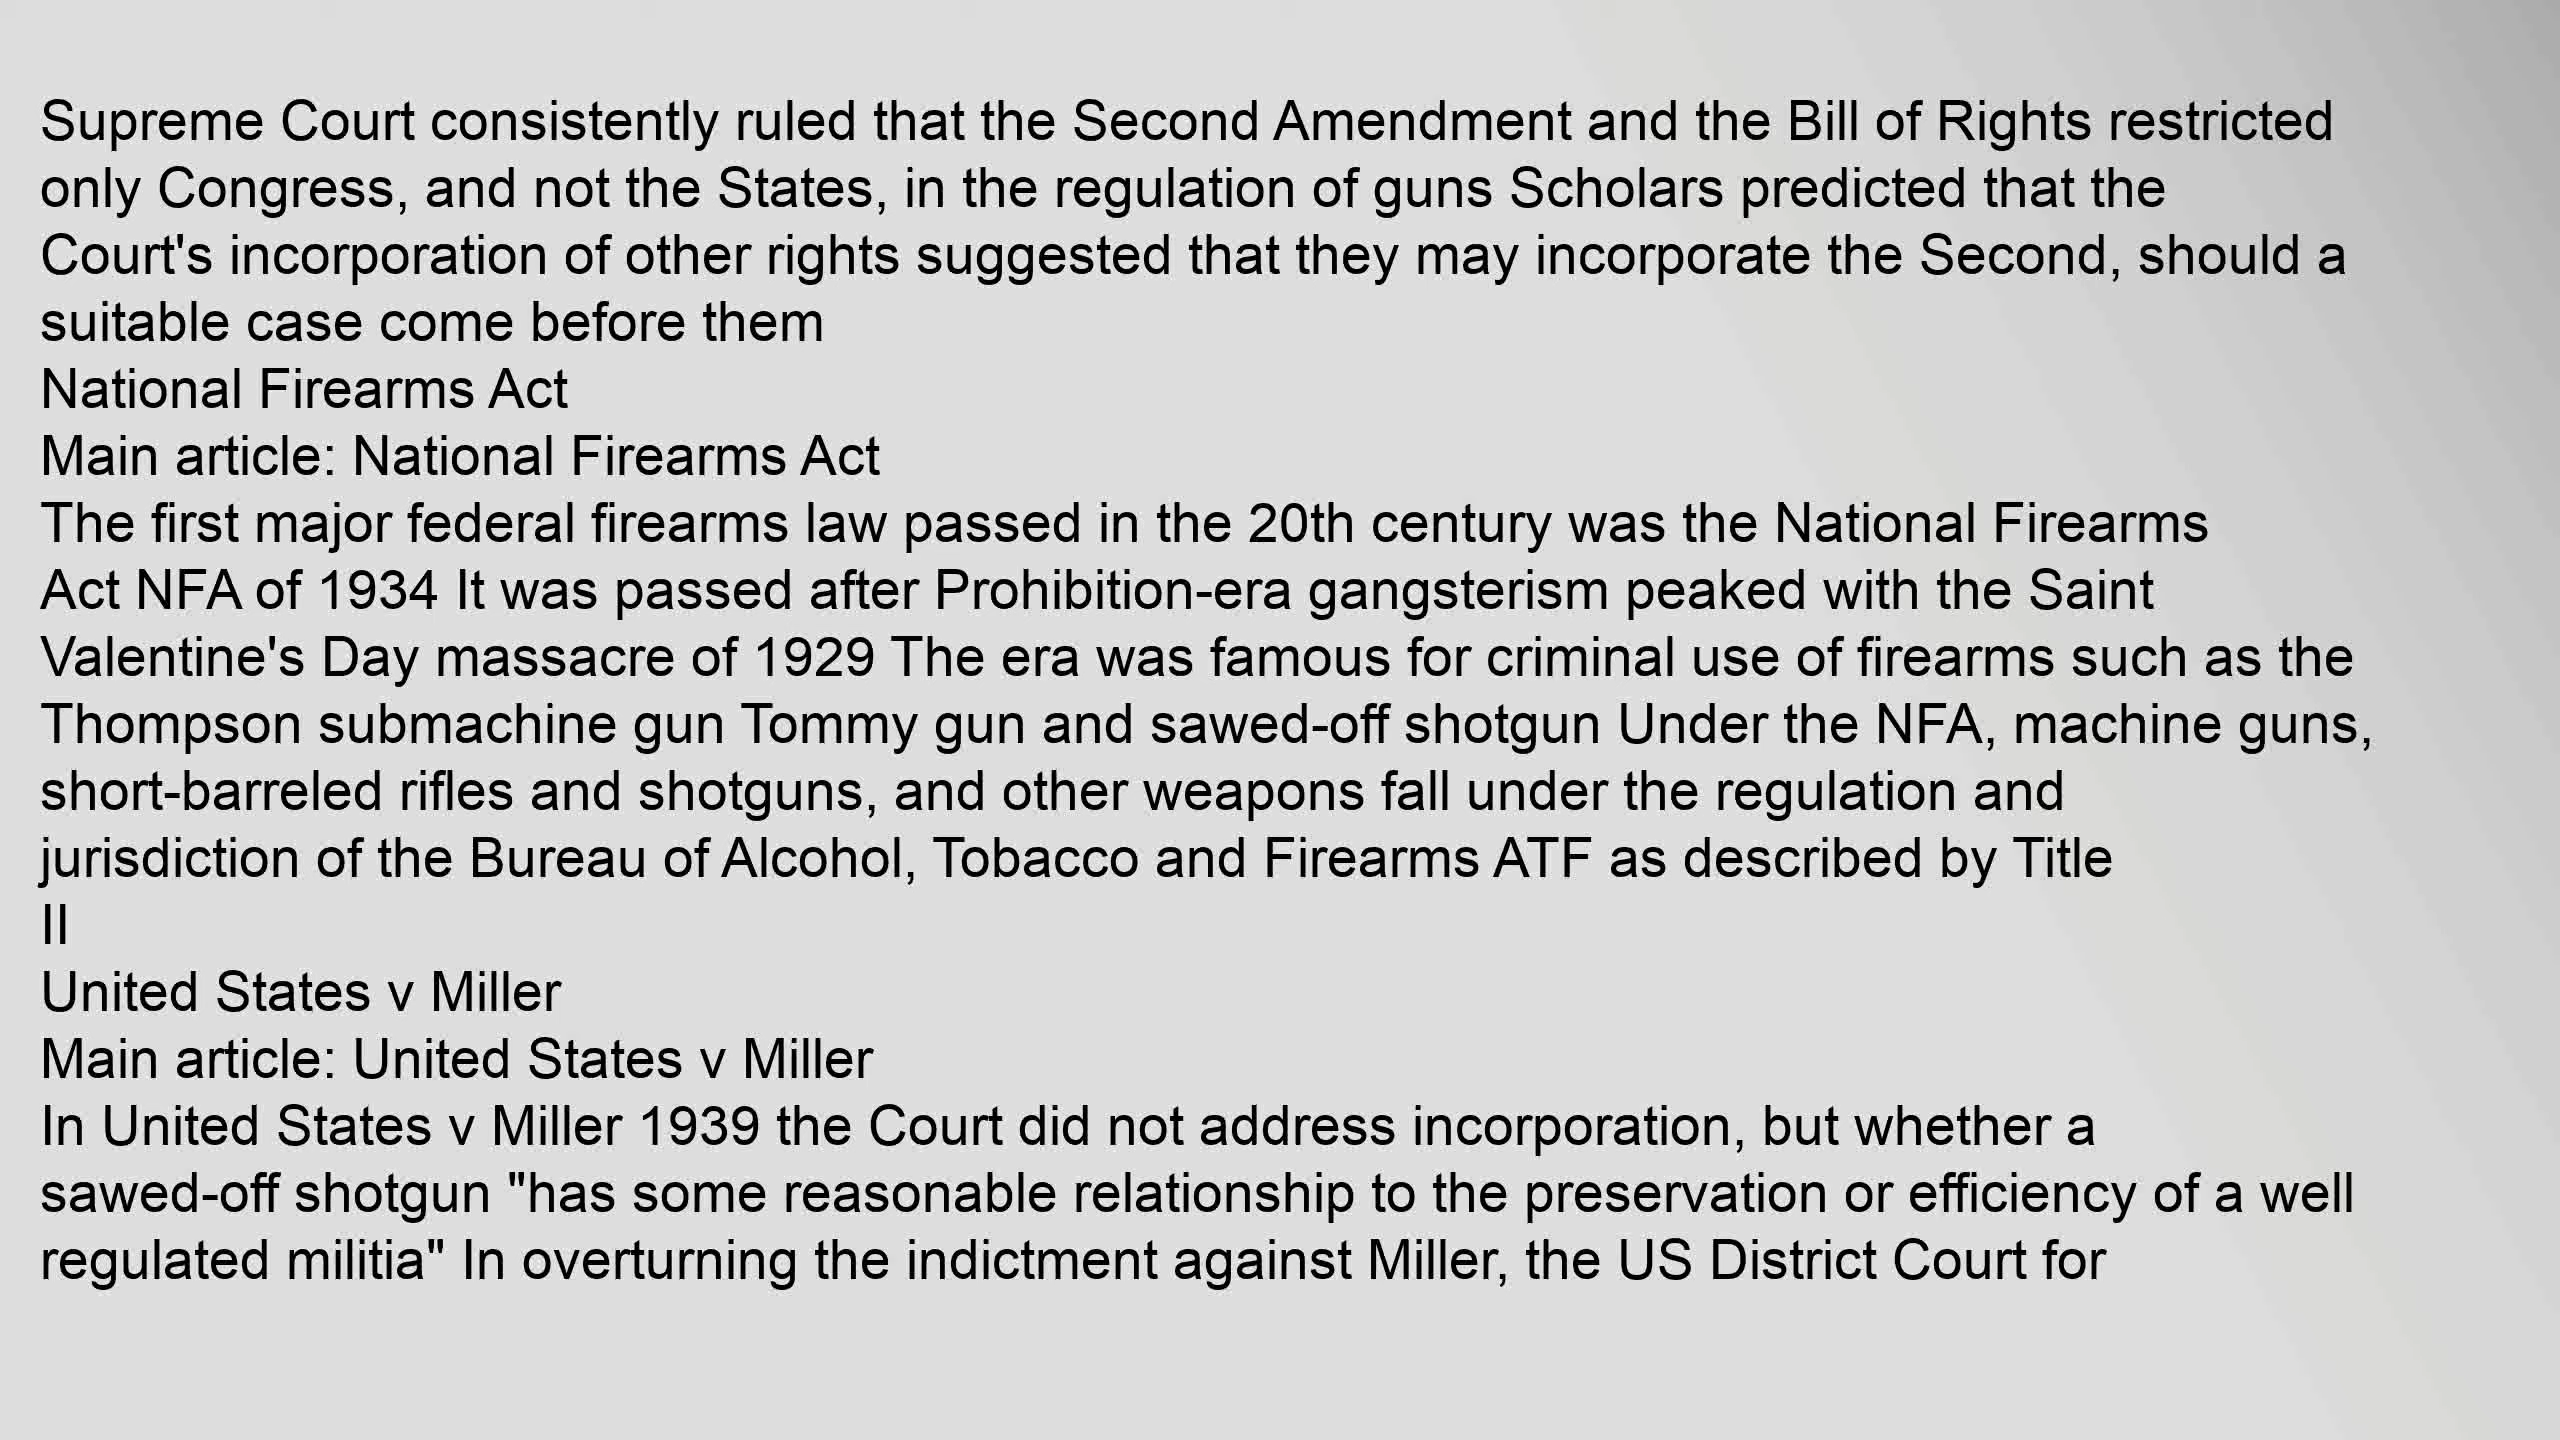 Supreme Court consistently ruled that the Second Amendment and the Bill of Rights restricted
only Congress, and not the States, in the regulation of guns Scholars predicted that the
Court's incorporation of other rights suggested that they may incorporate the Second, should a
suitable case come before them
National Firearms Act
Main article: National Firearms Act
The first major federal firearms law passed in the 20th century was the National Firearms
Act NFA of 1934 It was passed after Prohibition-era gangsterism peaked with the Saint
Valentine's Day massacre of 1929 The era was famous for criminal use of firearms such as the
Thompson submachine gun Tommy gun and sawed-off shotgun Under the NFA, machine guns,
short-barreled rifles and shotguns, and other weapons fall under the regulation and
jurisdiction of the Bureau of Alcohol, Tobacco and Firearms ATF as described by Title
II
United States v Miller
Main article: United States v Miller
In United States v Miller 1939 the Court did not address incorporation, but whether a
sawed-off shotgun "has some reasonable relationship to the preservation or efficiency of a well
regulated militia" In overturning the indictment against Miller, the US District Court for